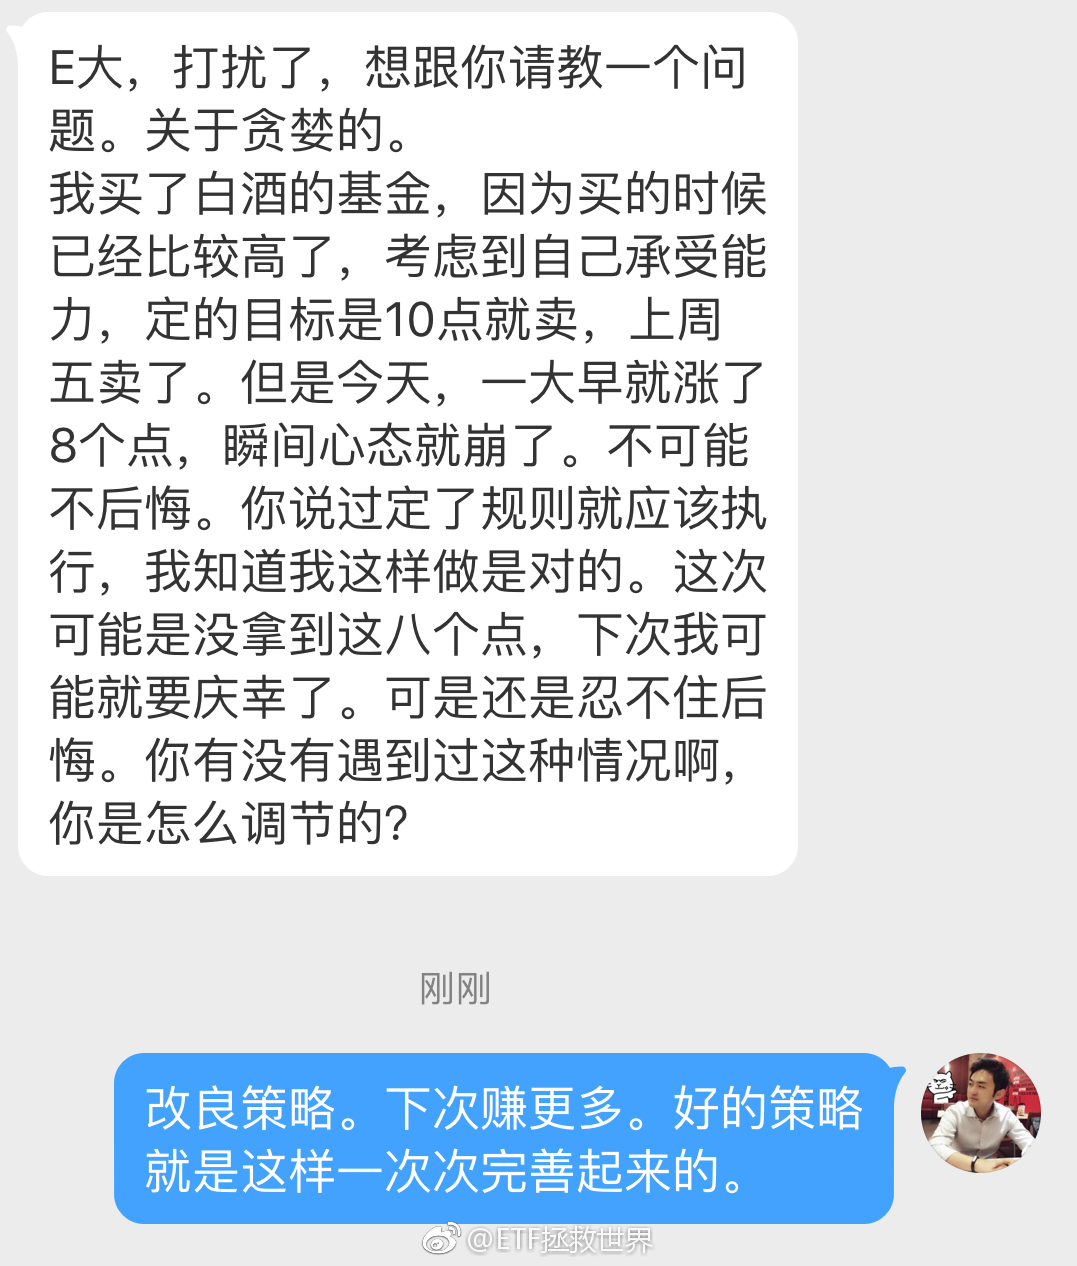 E大，打扰了，想跟你请教一个问
题。关于贪婪的。
我买了白酒的基金，因为买的时候
已经比较高了，考虑到自己承受能
力，定的目标是10点就卖，上周
五卖了。但是今天，一大早就涨了
8个点，瞬间心态就崩了。不可能
不后悔。你说过定了规则就应该执
行，我知道我这样做是对的。这次
可能是没拿到这八个点，下次我可
能就要庆幸了。可是还是忍不住后
悔。你有没有遇到过这种情况啊，
你是怎么调节的?
刚刚
改良策略。下次赚更多。好的策略
就是这样一次次完善起来的。
@ETF拯救世界